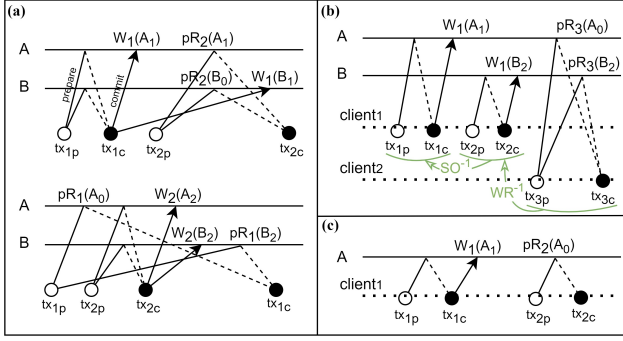 (a)
W₁(A₁) pR₂(A₁)
A
prepare
commit
pR₂(B₀) W₁(B₁)
B
tx₁ₚ tx₁c tx₂ₚ tx₂c
pR₁(A₀) W₂(A₂)
A
W₂(B₂) pR₁(B₂)
B
tx₁ₚ tx₂ₚ tx₂c tx₁c
(b)
W₁(A₁) pR₃(A₀)
A
W₁(B₂) pR₃(B₂)
B
client₁
tx₁ₚ tx₁c tx₂ₚ tx₂c
SO⁻¹
client₂
WR⁻¹
tx₃ₚ tx₃c
(c)
W₁(A₁) pR₂(A₀)
A
client₁
tx₁ₚ tx₁c tx₂ₚ tx₂c